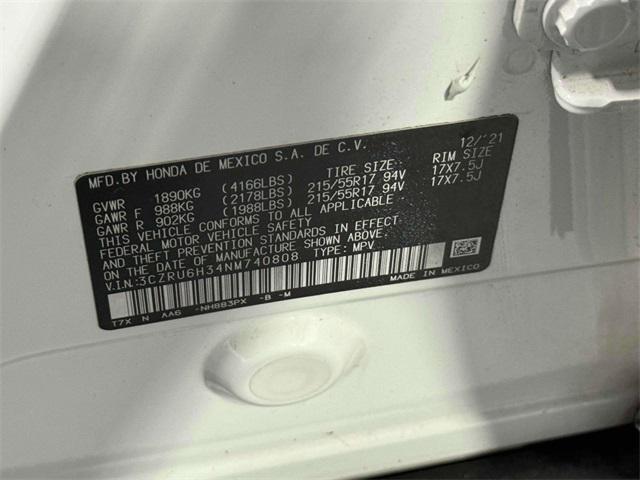 MFD.BY HONDA DE MEXICO S.A. DE C.V. 12/'21
GVWR 1890KG (4166LBS) TIRE SIZE RIM SIZE
GAWR F 988KG (2178LBS) 215/55R17 94V 17X7.5J
GAWR R 902KG (1988LBS) 215/55R17 94V 17X7.5J
THIS VEHICLE CONFORMS TO ALL APPLICABLE
FEDERAL MOTOR VEHICLE SAFETY
STANDARDS IN EFFECT ON THE
DATE OF MANUFACTURE SHOWN ABOVE.
V.I.N.:3CZRU6H34NM740808 TYPE: MPV
T7X N AA6 -NH883PX -B -M MADE IN MEXICO